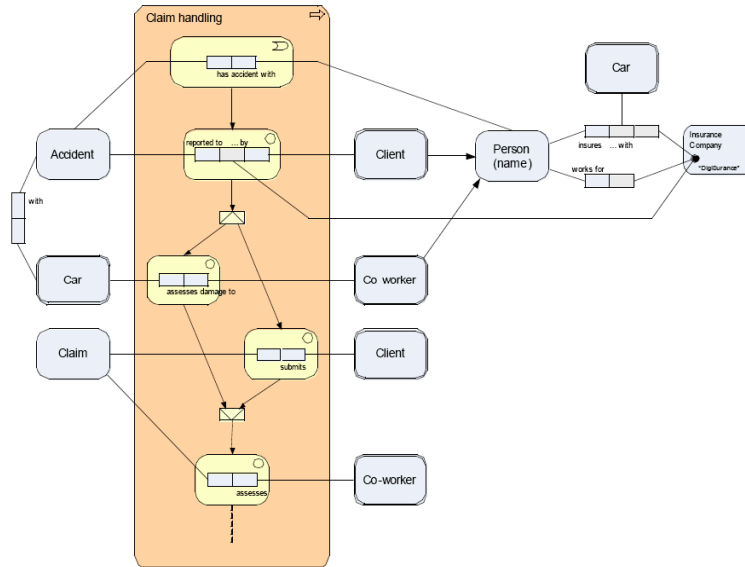 Claim handling
has accident with
Car
Accident
reported to ... by
Client
Person
(name)
insures ... with
Insurance
Company
"DigiSurance"
works for
with
Car
assesses damage to
Co worker
Claim
submits
Client
assesses
Co-worker